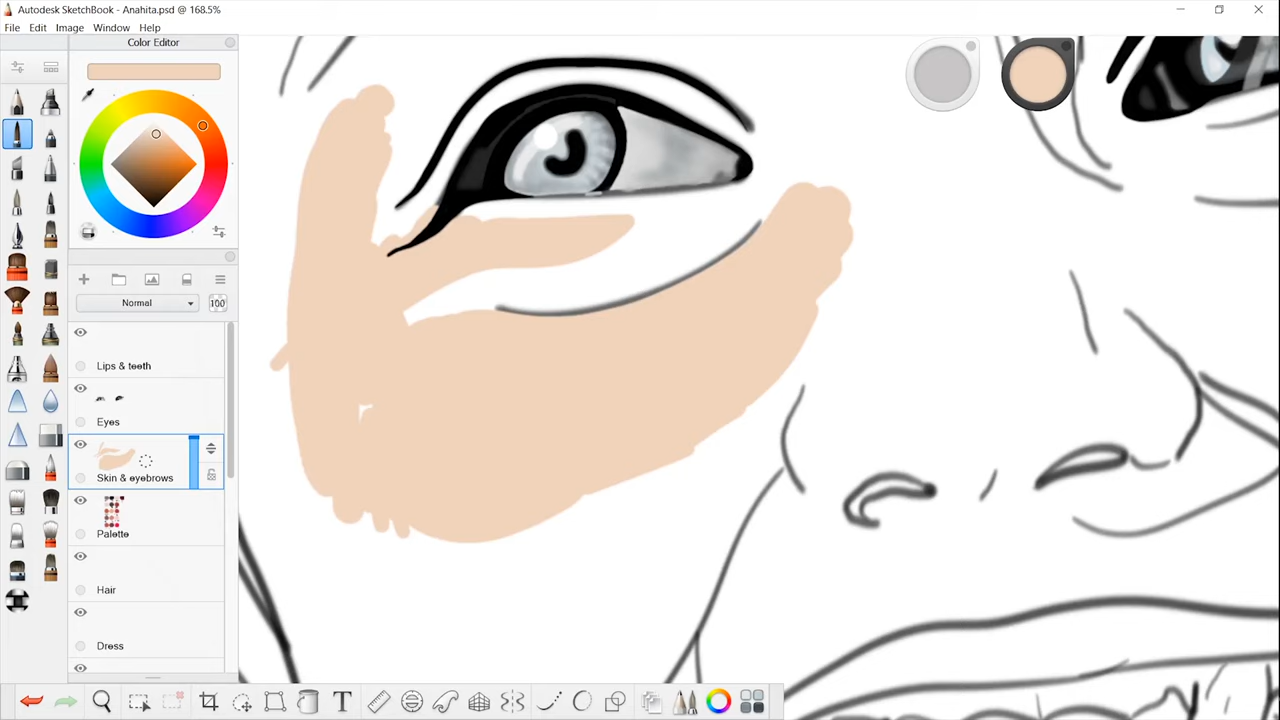 Autodesk SketchBook - Anahita.psd @ 168.5%
File Edit Image Window Help
Color Editor
Normal 100
Lips & teeth
Eyes
Skin & eyebrows
Palette
Hair
Dress
T